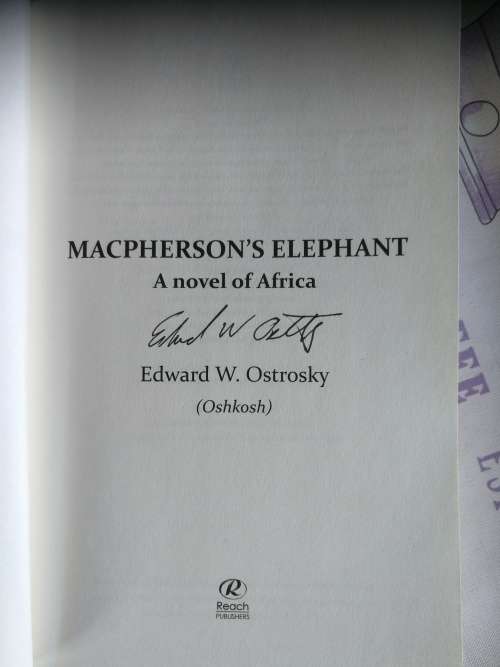 MACPHERSON'S ELEPHANT
A novel of Africa
Edward W. Ostrosky
(Oshkosh)
R
Reach
PUBLISHERS